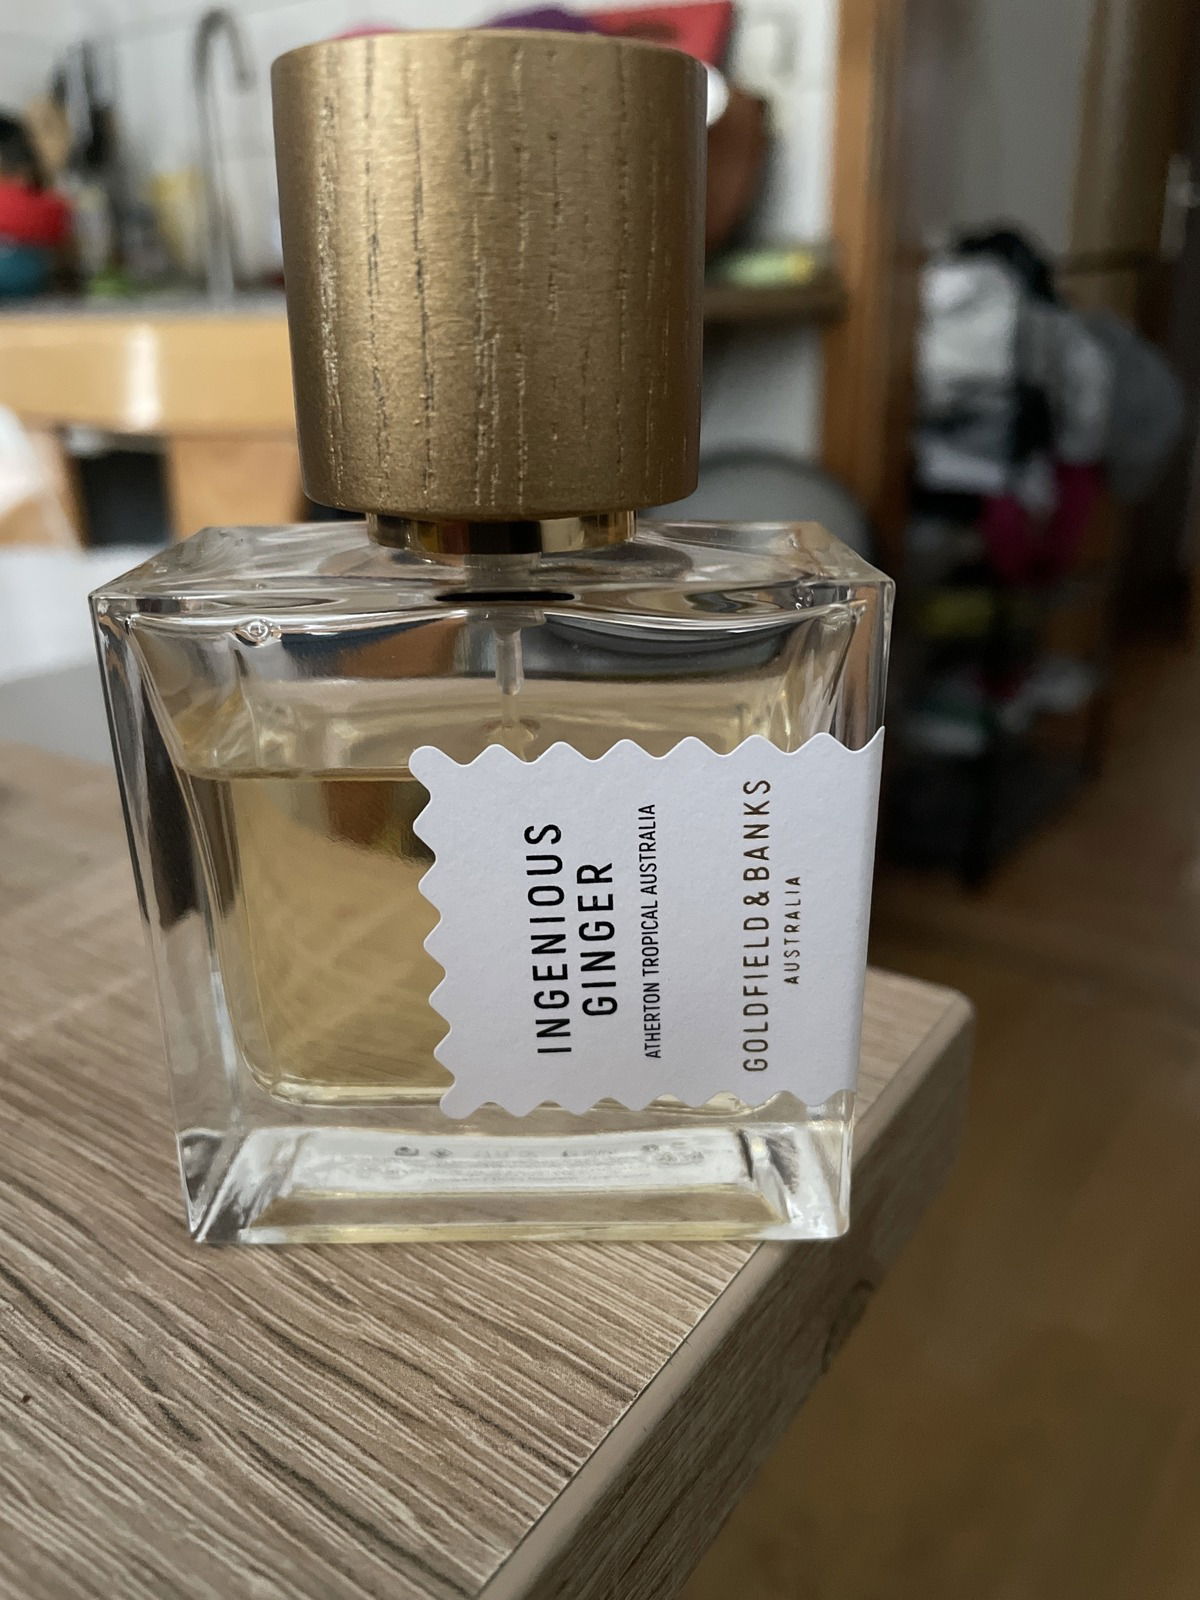 INGENIOUS
GINGER
ATHERTON TROPICAL AUSTRALIA
GOLDFIELD & BANKS
AUSTRALIA